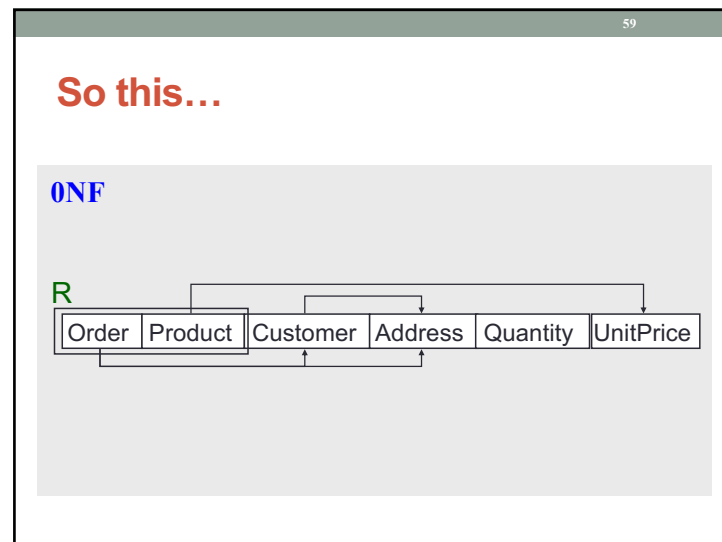 59
So this…
0NF
R
Order Product Customer Address Quantity UnitPrice